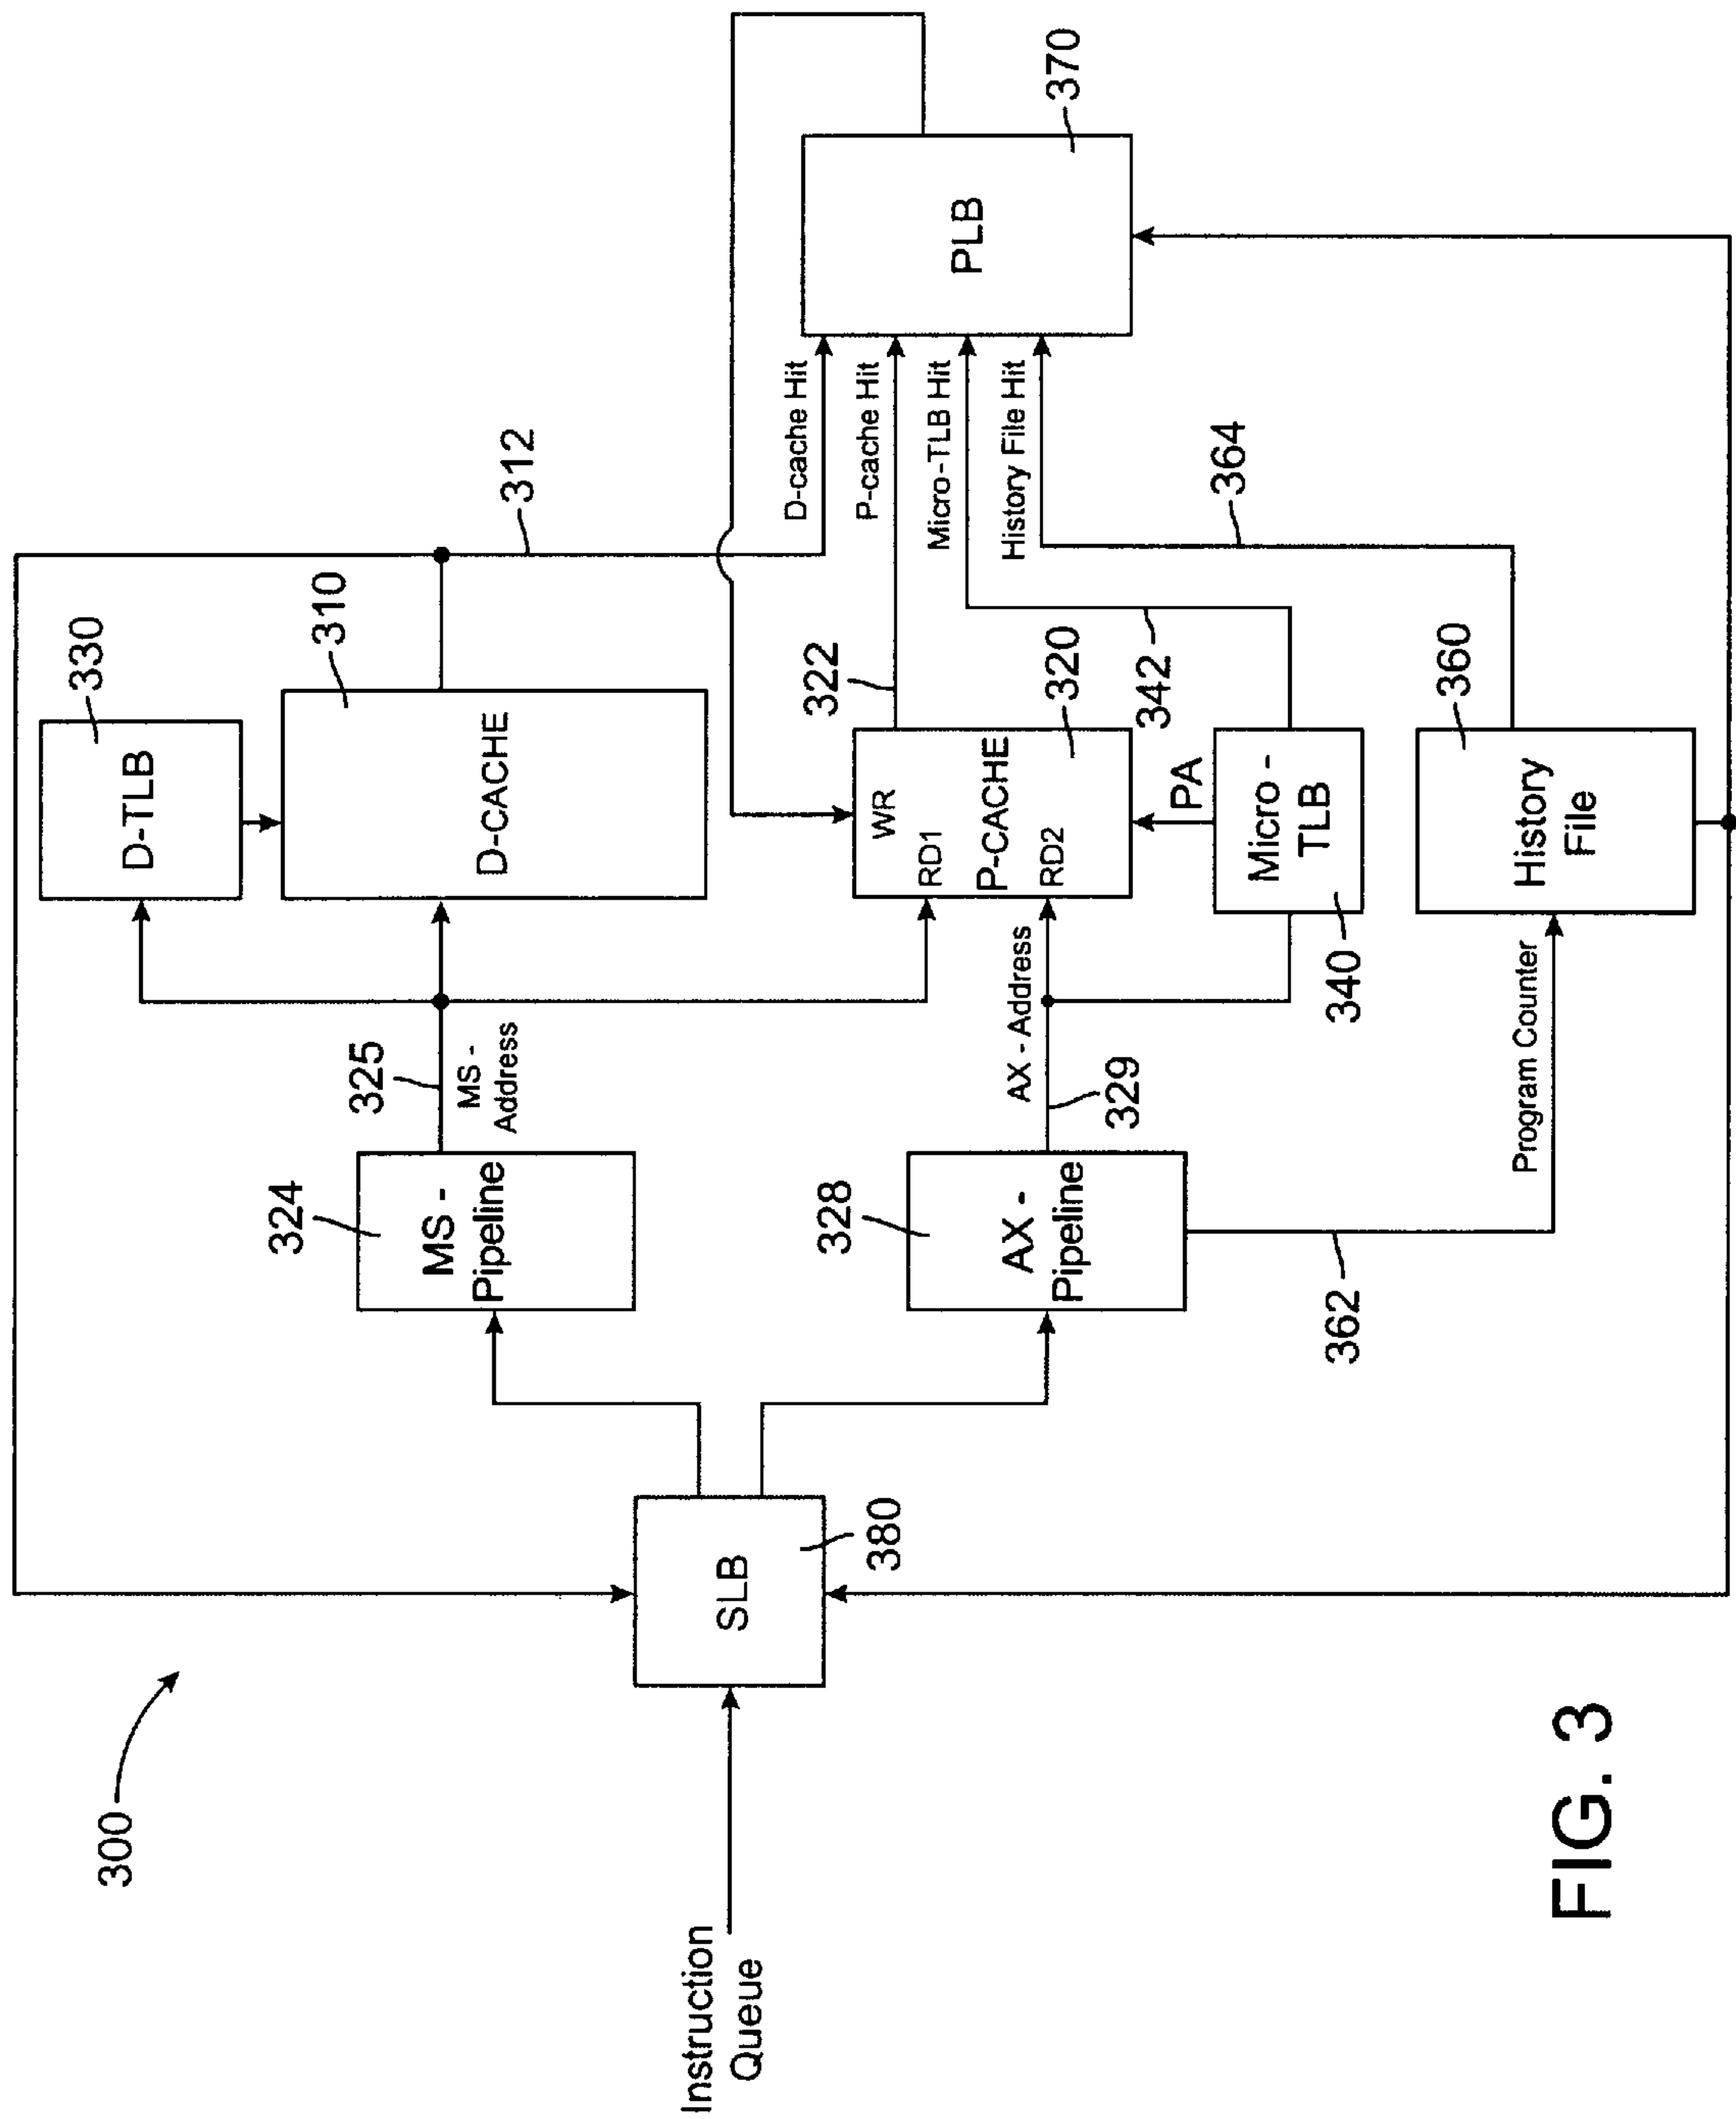 300
330
D-TLB
310
D-CACHE
312
324
MS -
Pipeline
325
MS -
Address
Instruction
Queue
SLB
380
322
WR
RD1
P-CACHE
RD2
320
D-cache Hit
P-cache Hit
Micro-TLB Hit
History File Hit
PLB
370
328
AX -
Pipeline
AX - Address
329
PA
342
Micro -
TLB
340
364
362
Program Counter
360
History
File
FIG. 3